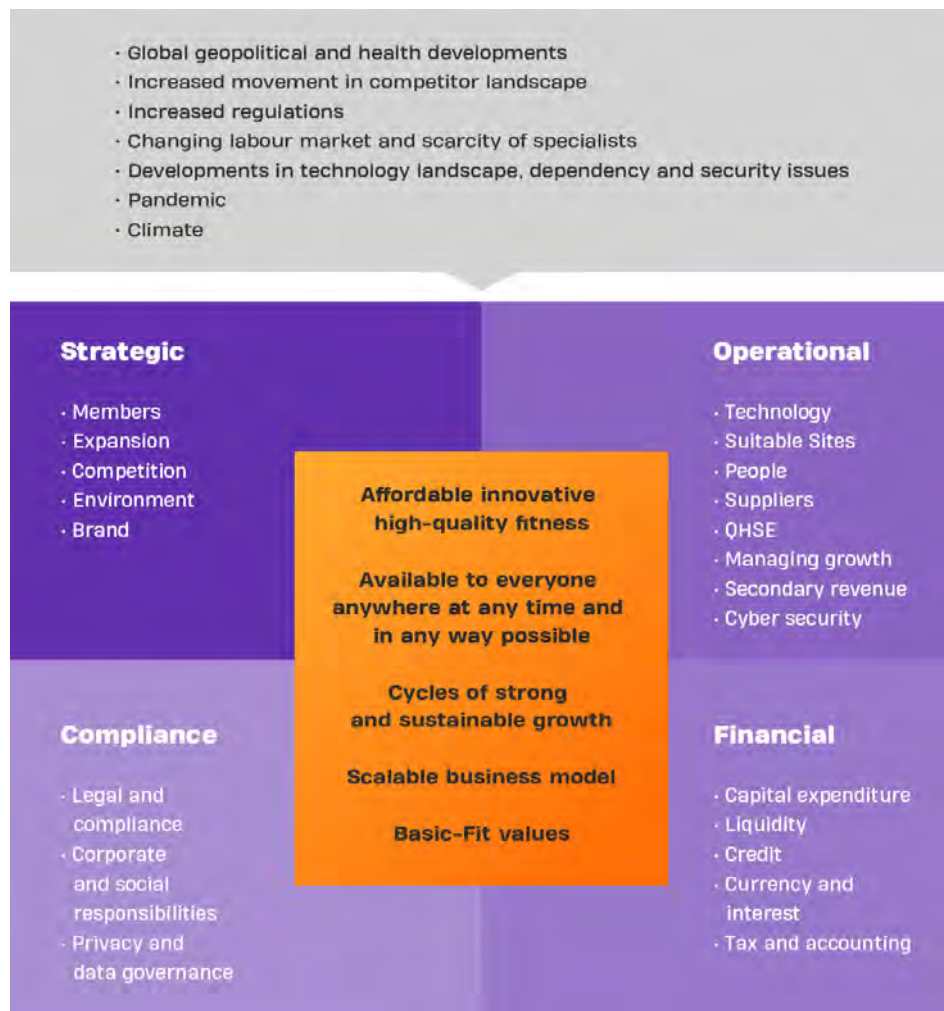 · Global geopolitical and health developments
· Increased movement in competitor landscape
· Increased regulations
· Changing labour market and scarcity of specialists
· Developments in technology landscape, dependency and security issues
· Pandemic
· Climate
Strategic
· Members
· Expansion
· Competition
· Environment
· Brand
Operational
· Technology
· Suitable Sites
· People
· Suppliers
· QHSE
· Managing growth
· Secondary revenue
· Cyber security
Affordable innovative
high-quality fitness
Available to everyone
anywhere at any time and
in any way possible
Cycles of strong
and sustainable growth
Scalable business model
Basic-Fit values
Compliance
· Legal and
compliance
· Corporate
and social
responsibilities
· Privacy and
data governance
Financial
· Capital expenditure
· Liquidity
· Credit
· Currency and
interest
· Tax and accounting